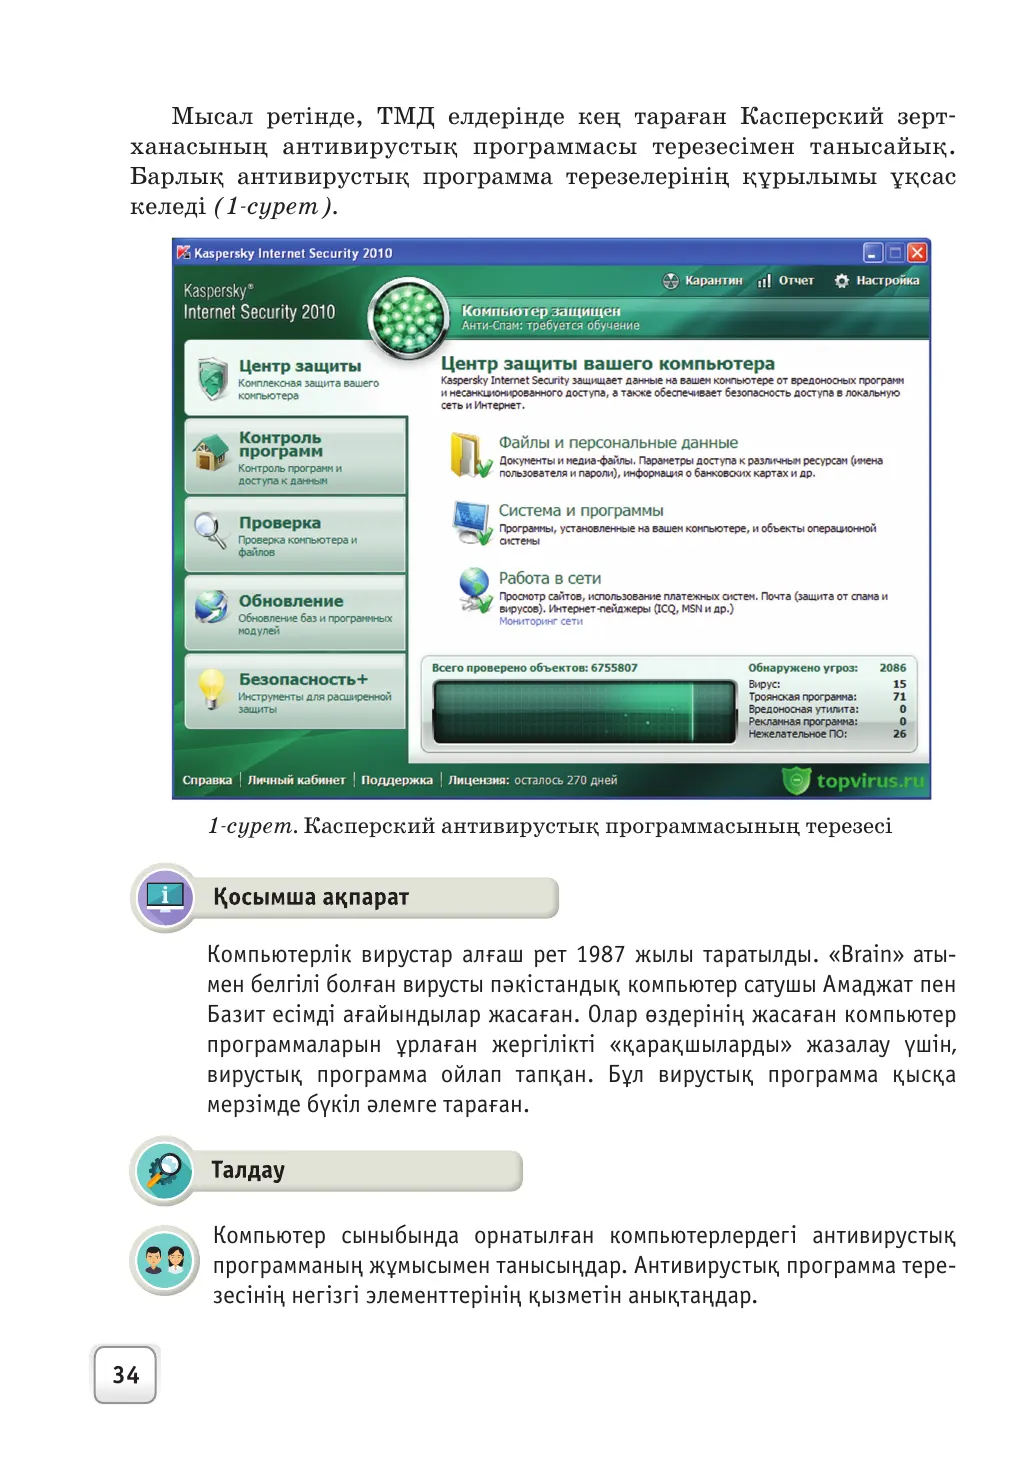 Мысал ретінде, ТМД елдерінде кең тараған Касперский зерт-
ханасының антивирустық программасы терезесімен танысайық.
Барлық антивирустық программа терезелерінің құрылымы ұқсас
келеді (1-сурет).
Kaspersky Internet Security 2010
Kaspersky®
Internet Security 2010
Карантин
Отчет
Настройка
Компьютер защищен
Анти-Спам: требуется обучение
Центр защиты
Комплексная защита вашего
компьютера
Контроль
программ
Контроль программ и
доступа к данным
Проверка
Проверка компьютера и
файлов
Обновление
Обновление баз и программных
модулей
Безопасность+
Инструменты для расширенной
защиты
Центр защиты вашего компьютера
Kaspersky Internet Security защищает данные на вашем компьютере от вредоносных программ
и несанкционированного доступа, а также обеспечивает безопасность доступа в локальную
сеть и Интернет.
Файлы и персональные данные
Документы и медиа-файлы. Параметры доступа к различным ресурсам (имена
пользователя и пароли), информация о банковских картах и др.
Система и программы
Программы, установленные на вашем компьютере, и объекты операционной
системы
Работа в сети
Просмотр сайтов, использование платежных систем. Почта (защита от спама и
вирусов). Интернет-пейджеры (ICQ, MSN и др.)
Мониторинг сети
Всего проверено объектов: 6755807
Обнаружено угроз: 2086
Вирус: 15
Троянская программа: 71
Вредоносная утилита: 0
Рекламная программа: 0
Нежелательное ПО: 26
Справка | Личный кабинет | Поддержка | Лицензия: осталось 270 дней
topvirus.ru
1-сурет. Касперский антивирустық программасының терезесі
Қосымша ақпарат
Компьютерлік вирустар алғаш рет 1987 жылы таратылды. «Brain» аты-
мен белгілі болған вирусты пәкістандық компьютер сатушы Амаджат пен
Базит есімді ағайындылар жасаған. Олар өздерінің жасаған компьютер
программаларын ұрлаған жергілікті «қарақшыларды» жазалау үшін,
вирустық программа ойлап тапқан. Бұл вирустық программа қысқа
мерзімде бүкіл әлемге тараған.
Талдау
Компьютер сыныбында орнатылған компьютерлердегі антивирустық
программаның жұмысымен танысыңдар. Антивирустық программа тере-
зесінің негізгі элементтерінің қызметін анықтаңдар.
34